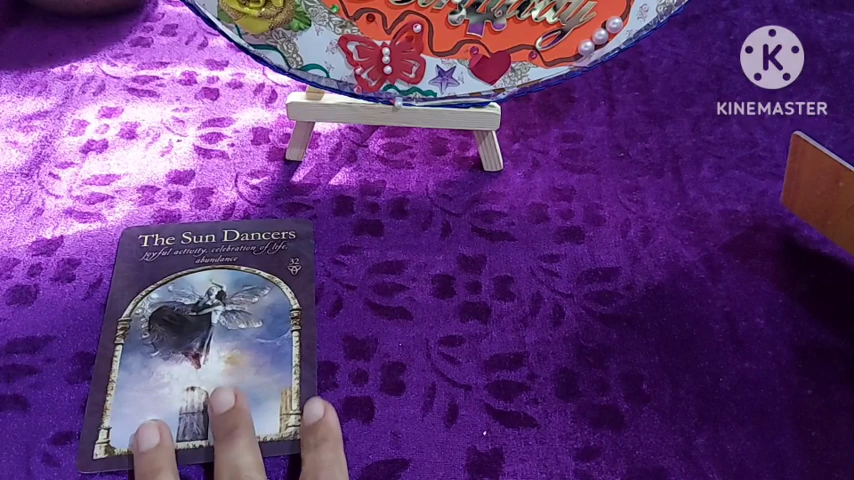 K
KINEMASTER
The Sun Dancers
joyful activity, celebration of life,
abundance
32